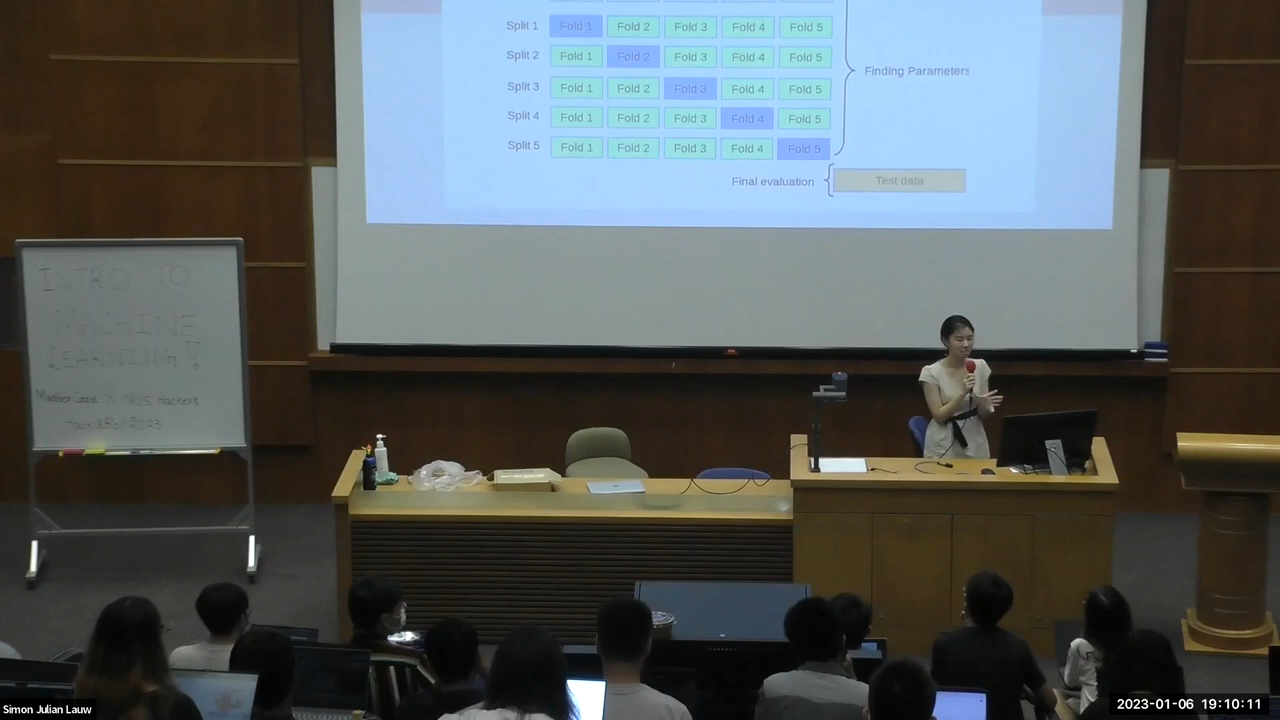 Split 1 Fold 1 Fold 2 Fold 3 Fold 4 Fold 5
Split 2 Fold 1 Fold 2 Fold 3 Fold 4 Fold 5
Split 3 Fold 1 Fold 2 Fold 3 Fold 4 Fold 5
Split 4 Fold 1 Fold 2 Fold 3 Fold 4 Fold 5
Split 5 Fold 1 Fold 2 Fold 3 Fold 4 Fold 5
Finding Parameters
Final evaluation Test data
INTRO TO
MACHINE
LEARNING!
MasterCard X NUS Hackers
2023
Simon Julian Lauw
2023-01-06 19:10:11